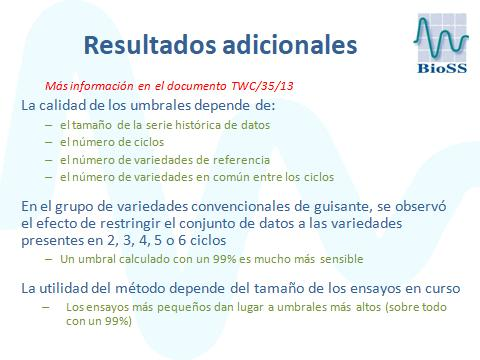 Resultados adicionales
BioSS
Más información en el documento TWC/35/13
La calidad de los umbrales depende de:
– el tamaño de la serie histórica de datos
– el número de ciclos
– el número de variedades de referencia
– el número de variedades en común entre los ciclos
En el grupo de variedades convencionales de guisante, se observó
el efecto de restringir el conjunto de datos a las variedades
presentes en 2, 3, 4, 5 o 6 ciclos
– Un umbral calculado con un 99% es mucho más sensible
La utilidad del método depende del tamaño de los ensayos en curso
– Los ensayos más pequeños dan lugar a umbrales más altos (sobre todo
con un 99%)